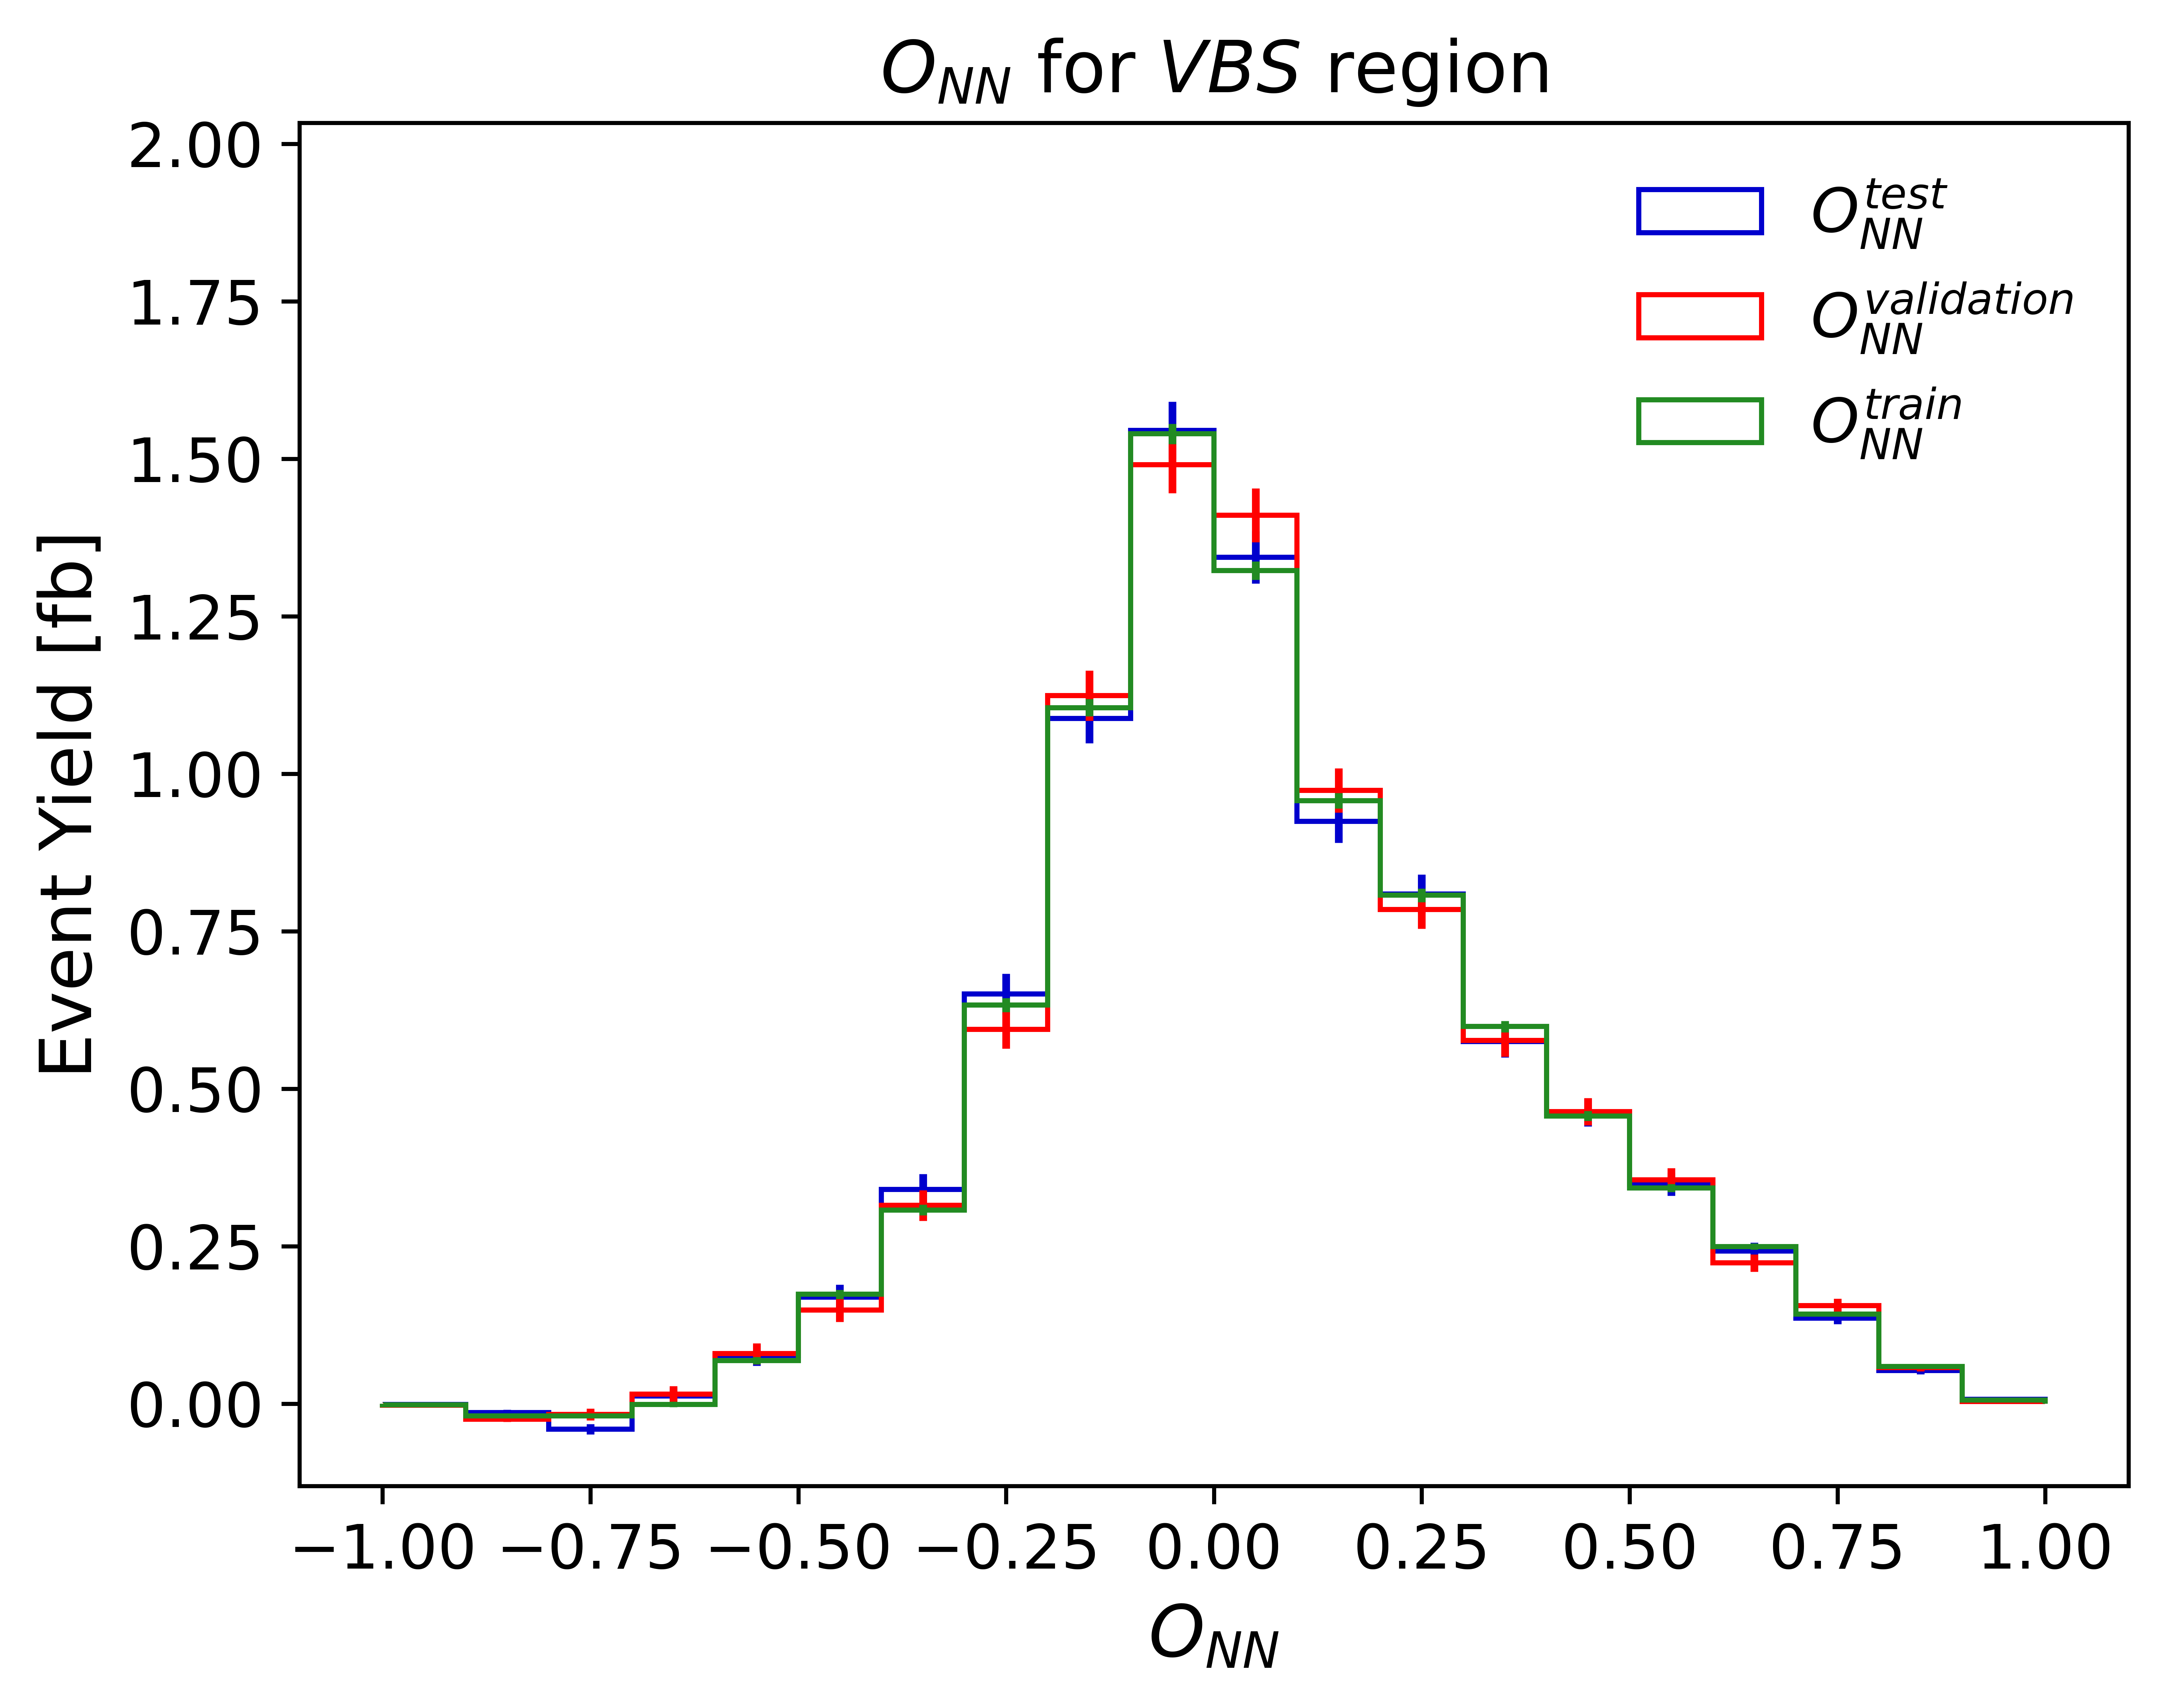 O_NN for VBS region
2.00
1.75
1.50
1.25
1.00
0.75
0.50
0.25
0.00
Event Yield [fb]
O_NN^test
O_NN^validation
O_NN^train
−1.00 −0.75 −0.50 −0.25 0.00 0.25 0.50 0.75 1.00
O_NN